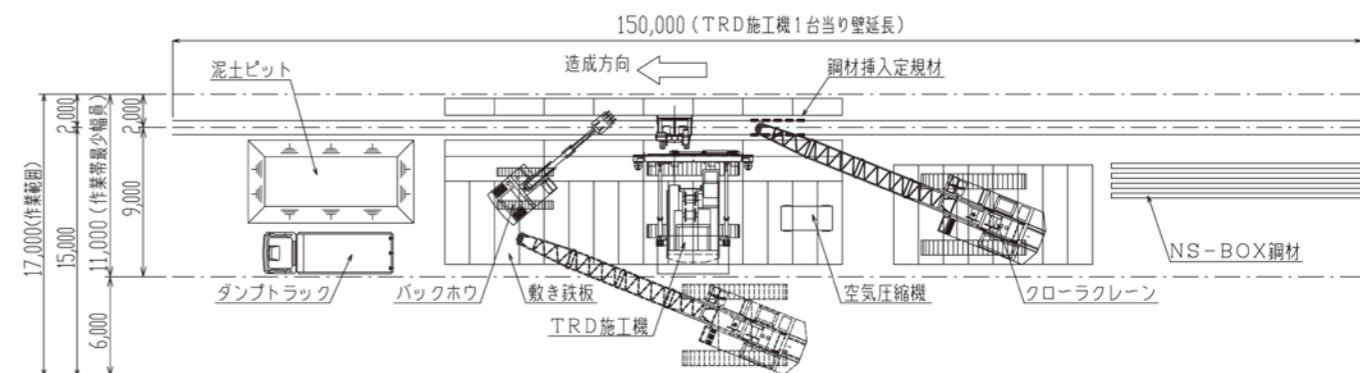 150,000(TRD施工機1台当り壁延長)
造成方向
泥土ピット
鋼材挿入定規材
17,000(作業範囲)
2,000
15,000
11,000(作業帯最少幅員)
6,000
2,000
9,000
NS-BOX鋼材
ダンプトラック
バックホウ
敷き鉄板
空気圧縮機
クローラクレーン
TRD施工機